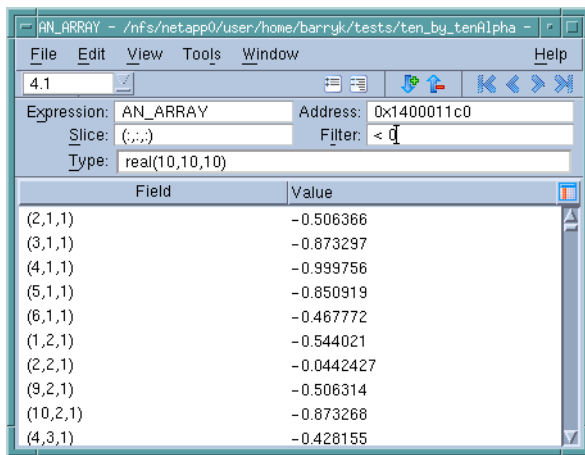 AN_ARRAY - /nfs/netapp0/user/home/barryk/tests/ten_by_tenAlpha -
File Edit View Tools Window Help
4.1
Expression: AN_ARRAY Address: 0x1400011c0
Slice: (:,:,:) Filter: < 0
Type: real(10,10,10)
Field Value
(2,1,1) -0.506366
(3,1,1) -0.873297
(4,1,1) -0.999756
(5,1,1) -0.850919
(6,1,1) -0.467772
(1,2,1) -0.544021
(2,2,1) -0.0442427
(9,2,1) -0.506314
(10,2,1) -0.873268
(4,3,1) -0.428155